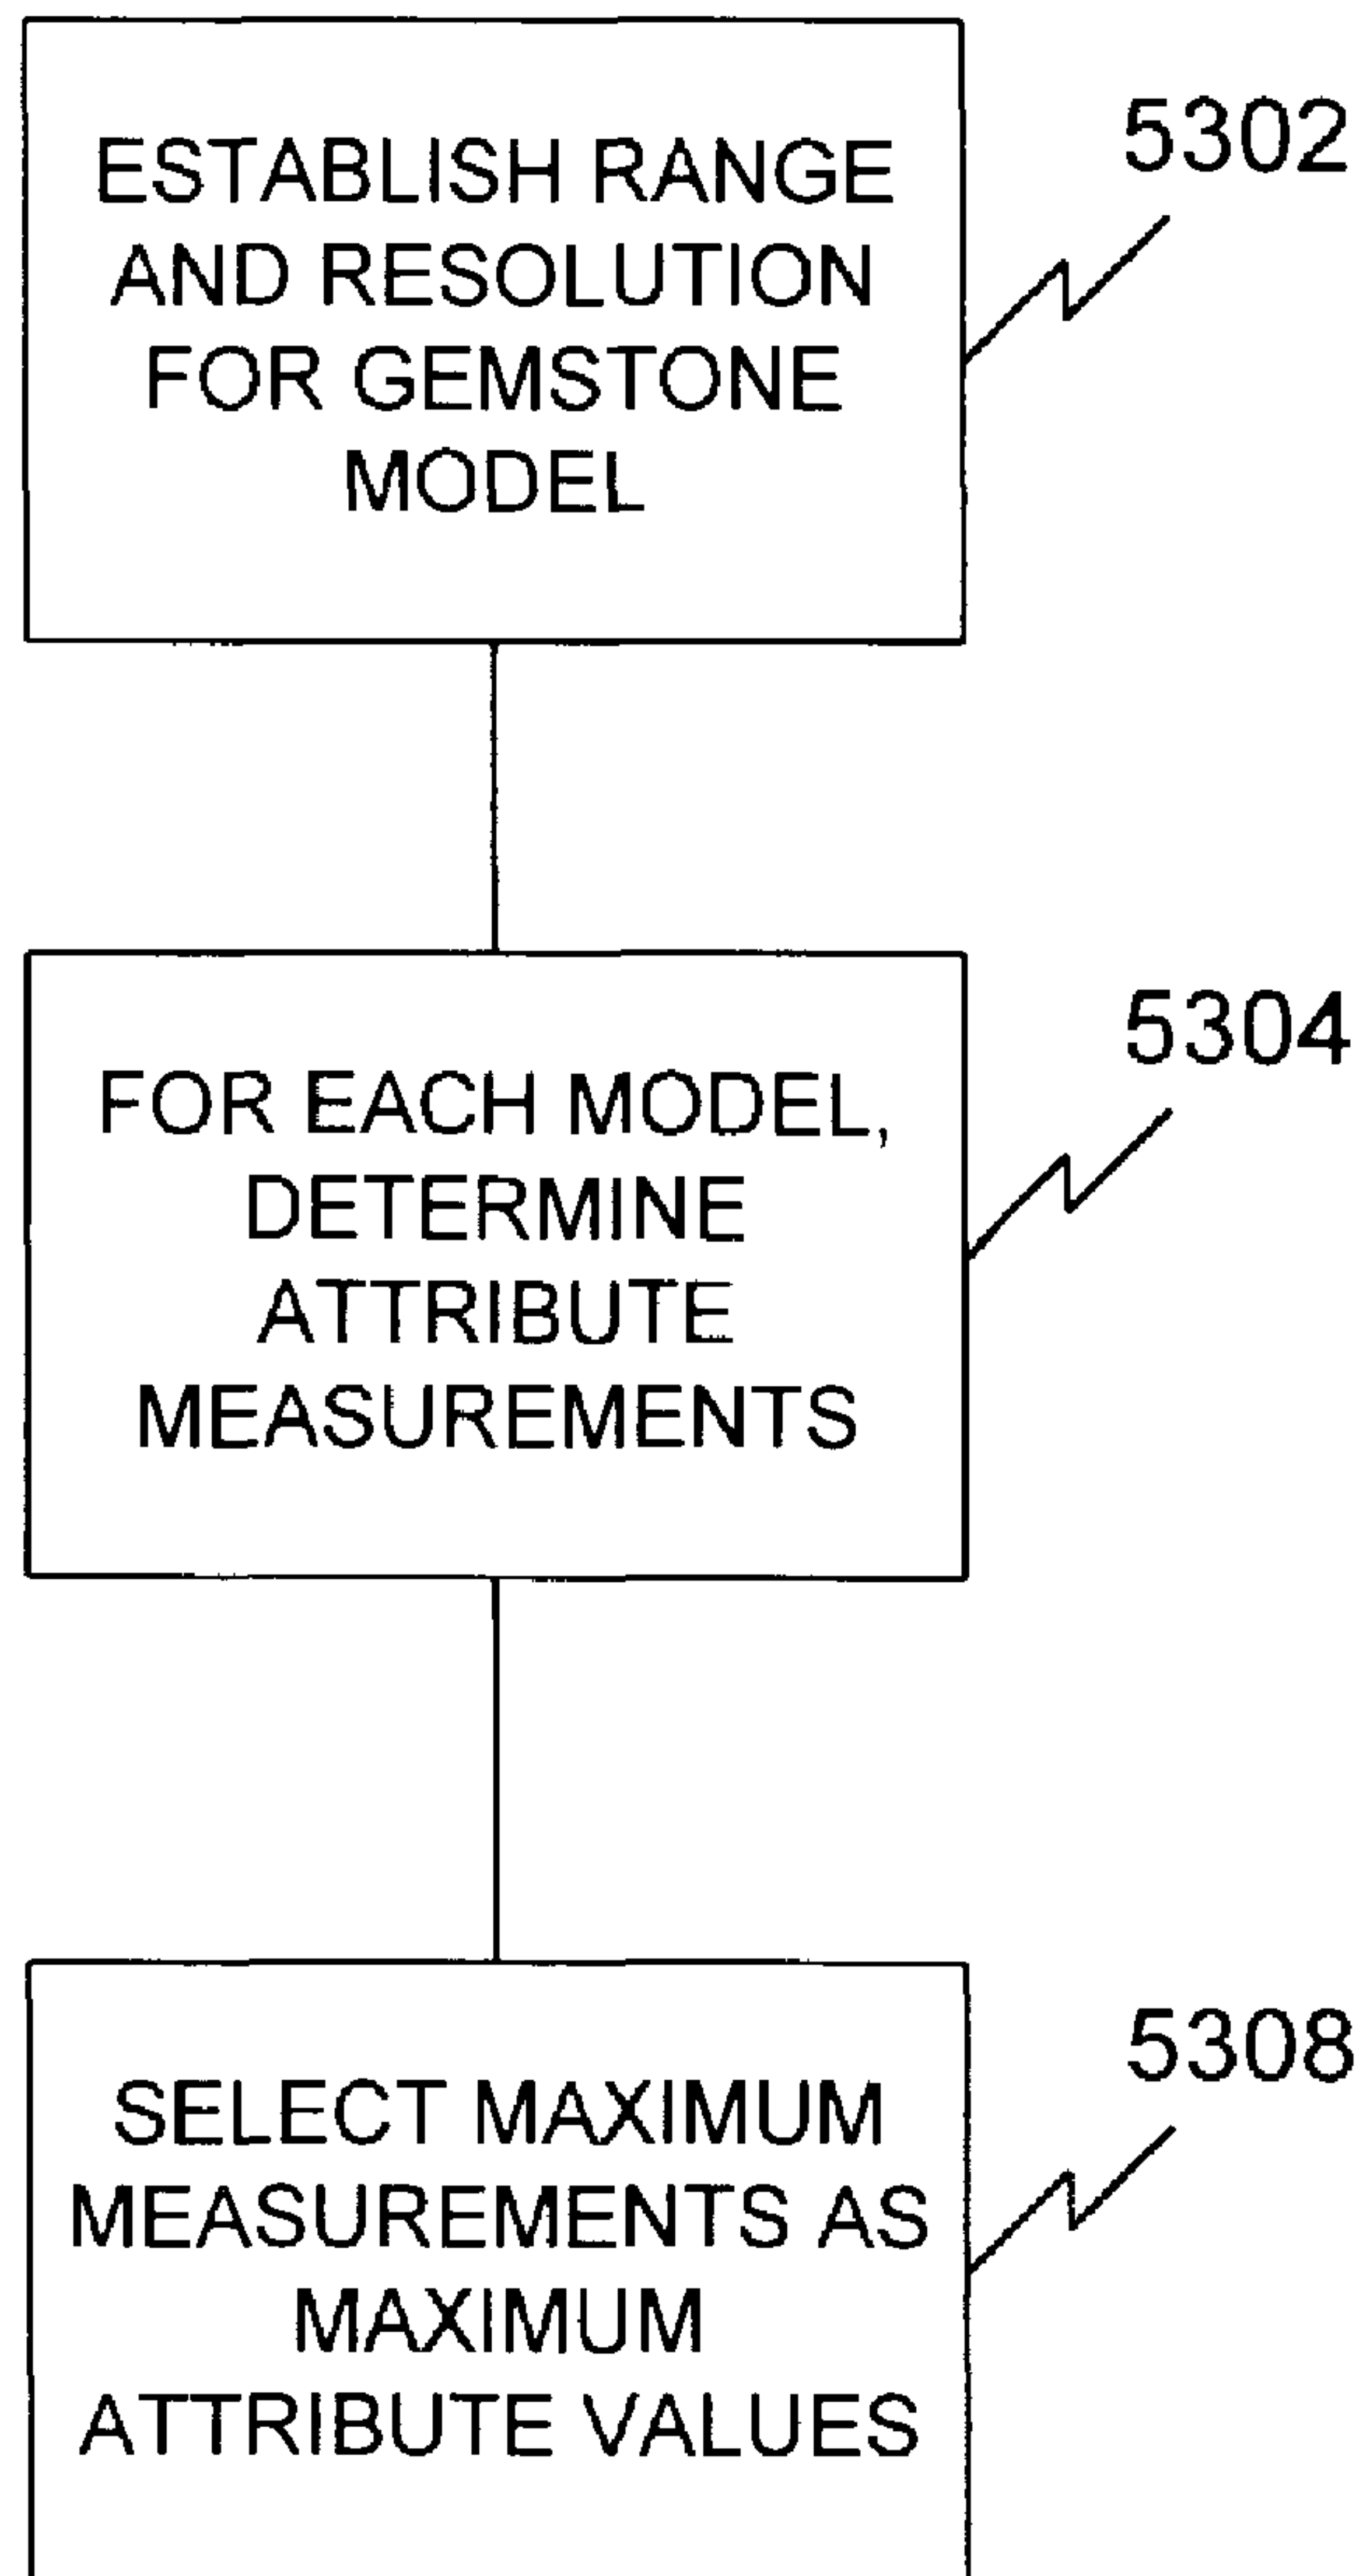 ESTABLISH RANGE
AND RESOLUTION
FOR GEMSTONE
MODEL
5302
FOR EACH MODEL,
DETERMINE
ATTRIBUTE
MEASUREMENTS
5304
SELECT MAXIMUM
MEASUREMENTS AS
MAXIMUM
ATTRIBUTE VALUES
5308